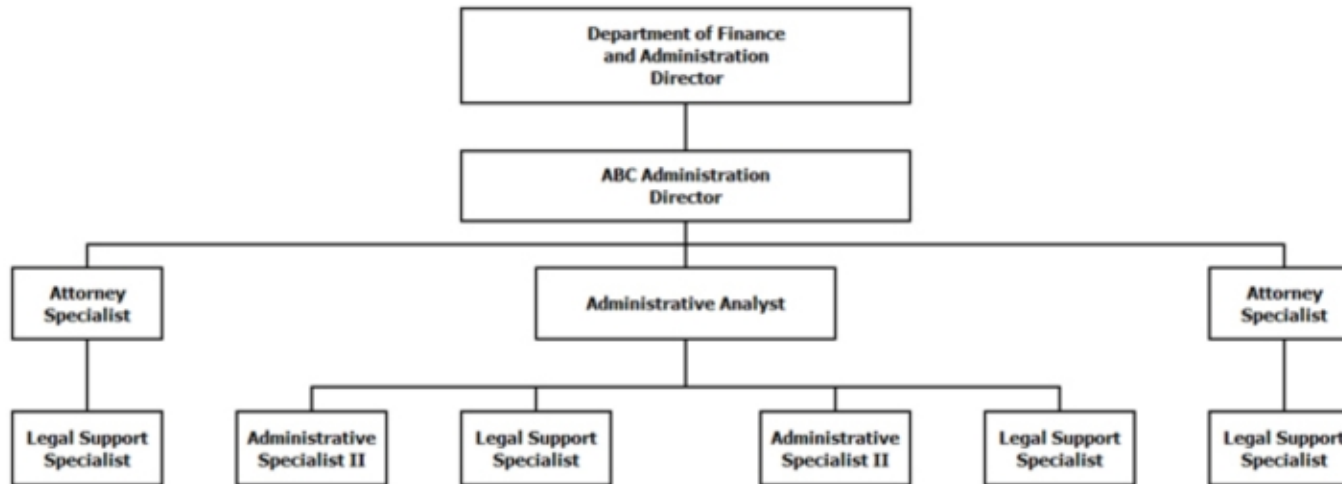 Department of Finance
and Administration
Director
ABC Administration
Director
Attorney
Specialist
Administrative Analyst
Attorney
Specialist
Legal Support
Specialist
Administrative
Specialist II
Legal Support
Specialist
Administrative
Specialist II
Legal Support
Specialist
Legal Support
Specialist